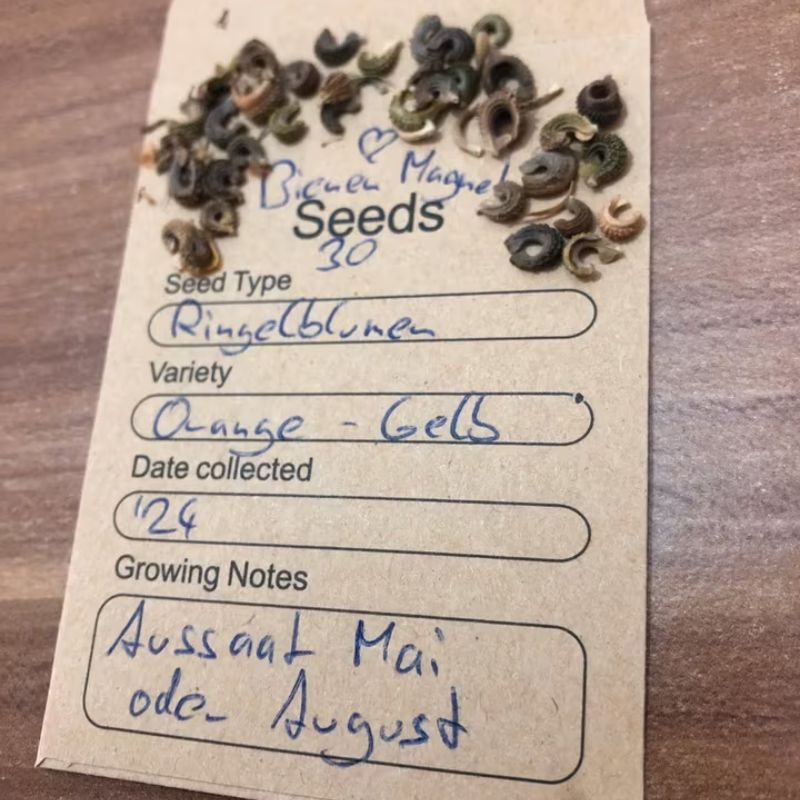 ♡
Bienen Magnet
Seeds
30
Seed Type
Ringelblumen
Variety
Orange - Gelb
Date collected
'24
Growing Notes
Aussaat Mai
oder August